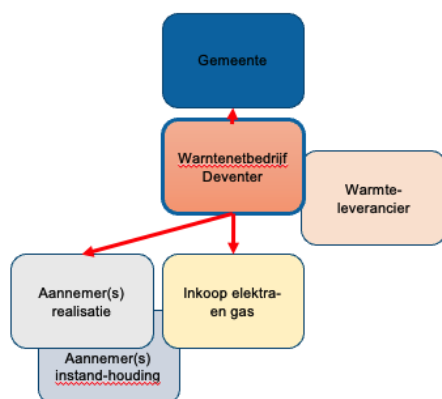 Gemeente
Warntenetbedrijf
Deventer
Warmte-
leverancier
Aannemer(s)
realisatie
Inkoop elektra-
en gas
Aannemer(s)
instand-houding